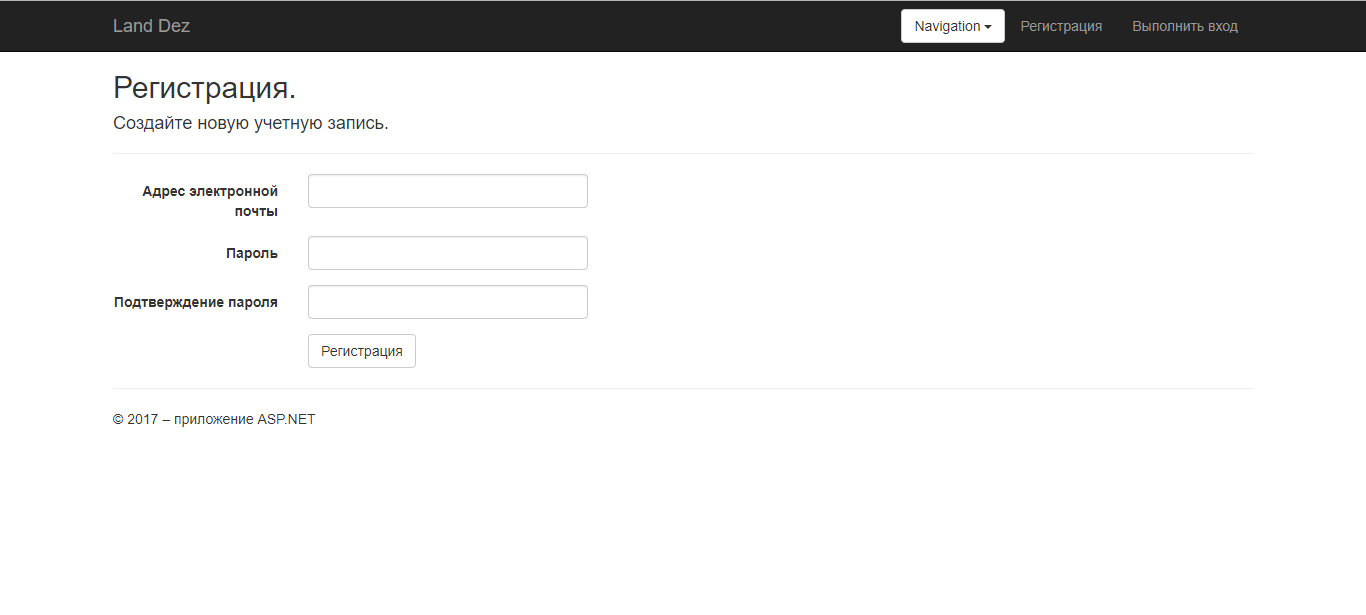 Land Dez
Navigation
Регистрация
Выполнить вход
Регистрация.
Создайте новую учетную запись.
Адрес электронной
почты
Пароль
Подтверждение пароля
Регистрация
© 2017 – приложение ASP.NET